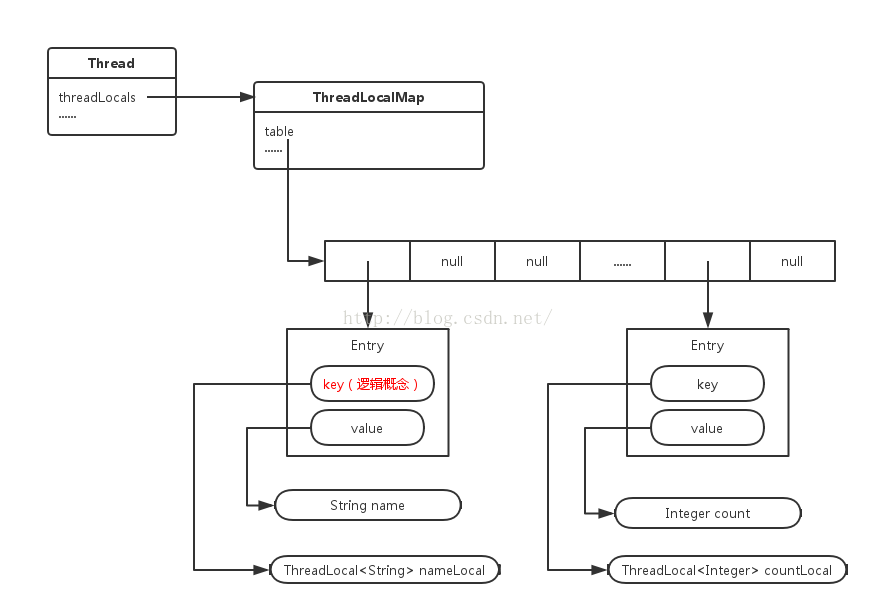 Thread
threadLocals
......
ThreadLocalMap
table
......
null
null
......
null
http://blog.csdn.net/
Entry
key ( 逻辑概念 )
value
String name
ThreadLocal<String> nameLocal
Entry
key
value
Integer count
ThreadLocal<Integer> countLocal